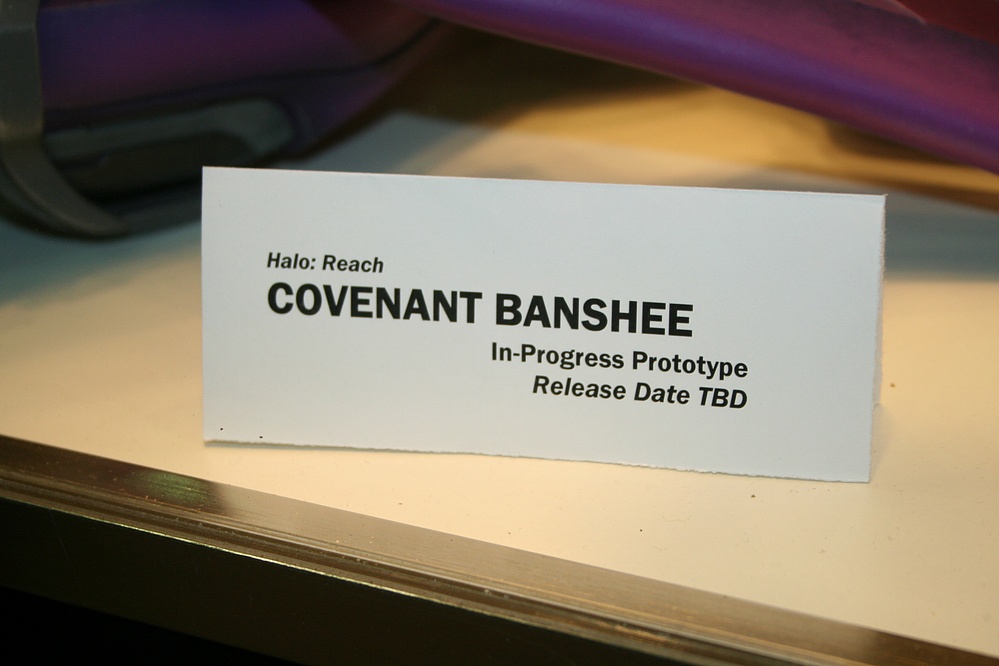 Halo: Reach
COVENANT BANSHEE
In-Progress Prototype
Release Date TBD